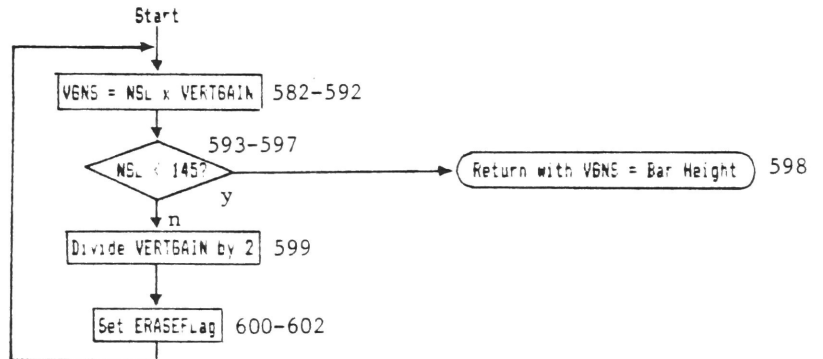 Start
VGNS = NSL x VERTGAIN 582-592
593-597
NSL < 145?
y
Return with VGNS = Bar Height 598
n
Divide VERTGAIN by 2 599
Set ERASEFLag 600-602